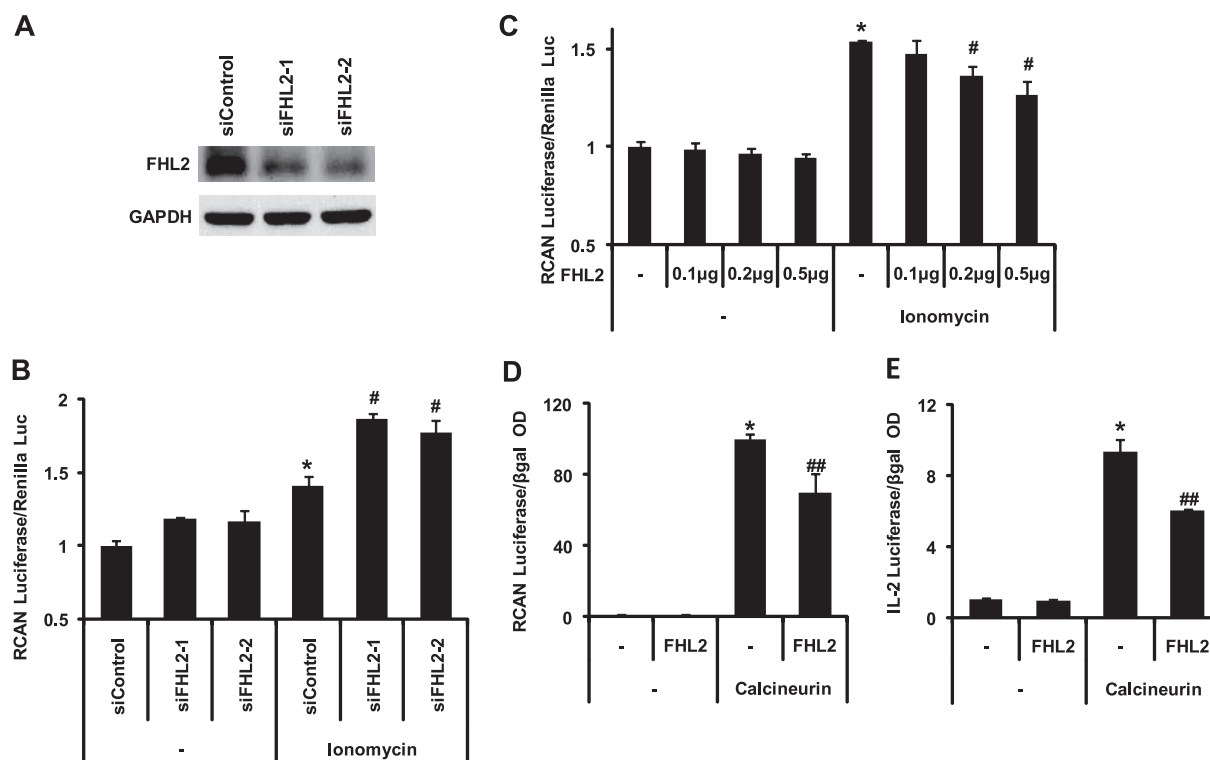 A
siControl
siFHL2-1
siFHL2-2
FHL2
GAPDH
B
RCAN Luciferase/Renilla Luc
2
1.5
1
0.5
*
#
#
siControl
siFHL2-1
siFHL2-2
siControl
siFHL2-1
siFHL2-2
-
Ionomycin
C
RCAN Luciferase/Renilla Luc
1.5
1
0.5
*
#
#
FHL2
-
0.1µg
0.2µg
0.5µg
-
0.1µg
0.2µg
0.5µg
-
Ionomycin
D
RCAN Luciferase/βgal OD
120
80
40
0
*
##
-
FHL2
-
FHL2
-
Calcineurin
E
IL-2 Luciferase/βgal OD
12
8
4
0
*
##
-
FHL2
-
FHL2
-
Calcineurin